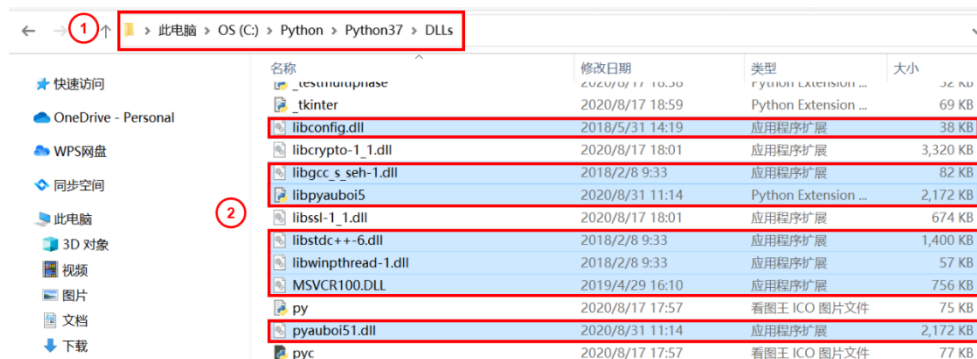 ① 此电脑 > OS (C:) > Python > Python37 > DLLs
名称 修改日期 类型 大小
_testmultiphase 2020/8/17 18:58 Python Extension ... 32 KB
_tkinter 2020/8/17 18:59 Python Extension ... 69 KB
libconfig.dll 2018/5/31 14:19 应用程序扩展 38 KB
libcrypto-1_1.dll 2020/8/17 18:01 应用程序扩展 3,320 KB
libgcc_s_seh-1.dll 2018/2/8 9:33 应用程序扩展 82 KB
libpyauboi5 2020/8/31 11:14 Python Extension ... 2,172 KB
libssl-1_1.dll 2020/8/17 18:01 应用程序扩展 674 KB
libstdc++-6.dll 2018/2/8 9:33 应用程序扩展 1,400 KB
libwinpthread-1.dll 2018/2/8 9:33 应用程序扩展 57 KB
MSVCR100.DLL 2019/4/29 16:10 应用程序扩展 756 KB
py 2020/8/17 17:57 看图王 ICO 图片文件 75 KB
pyauboi51.dll 2020/8/31 11:14 应用程序扩展 2,172 KB
pyc 2020/8/17 17:57 看图王 ICO 图片文件 77 KB
快速访问
OneDrive - Personal
WPS网盘
同步空间
此电脑
3D 对象
视频
图片
文档
下载
②